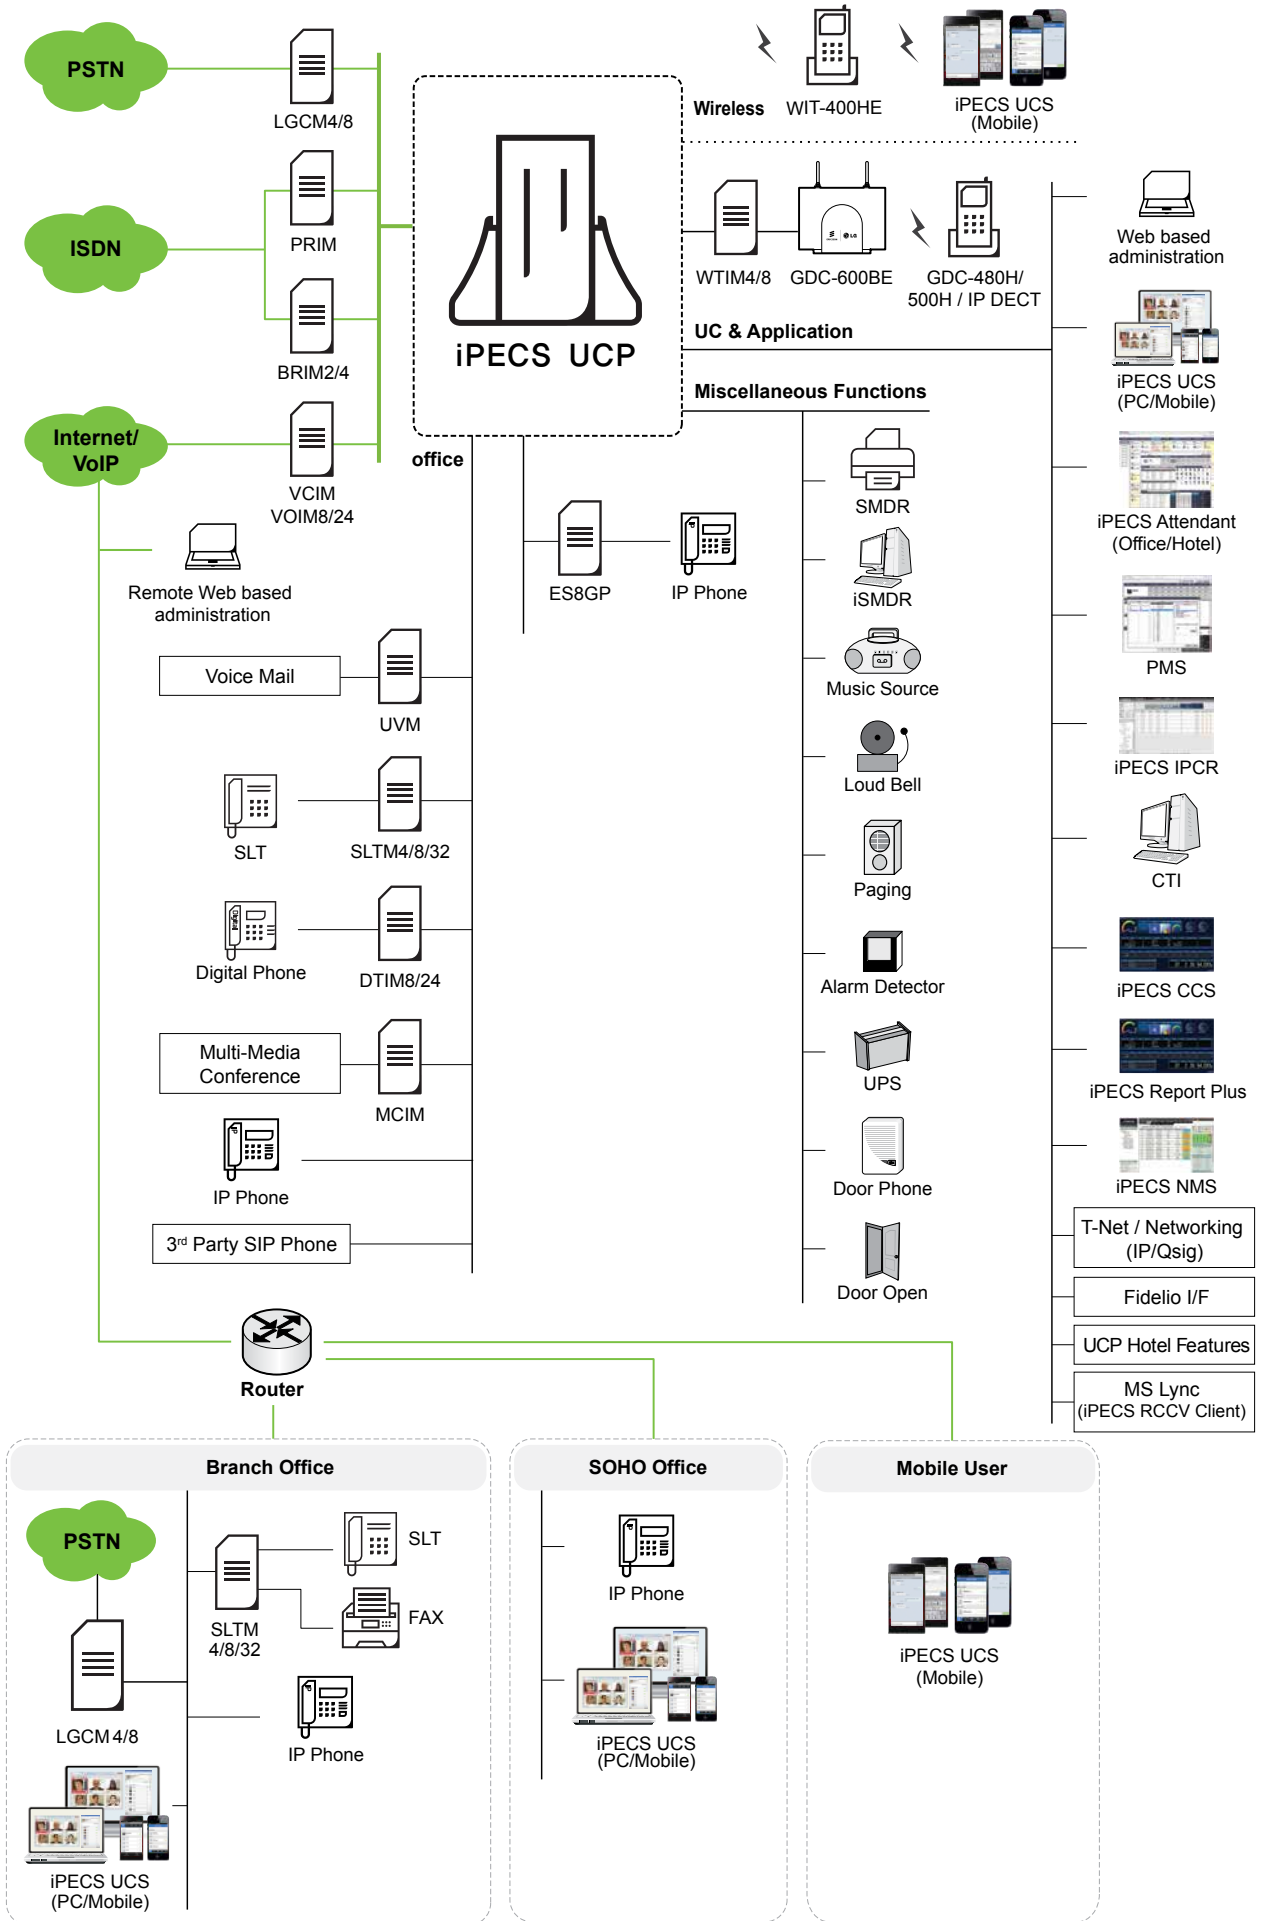 PSTN
LGCM4/8
ISDN
PRIM
BRIM2/4
Internet/
VoIP
VCIM
VOIM8/24
Remote Web based
administration
iPECS UCP
Wireless
WIT-400HE
iPECS UCS
(Mobile)
WTIM4/8
GDC-600BE
GDC-480H/
500H / IP DECT
UC & Application
Miscellaneous Functions
office
ES8GP
IP Phone
Voice Mail
UVM
SLT
SLTM4/8/32
Digital Phone
DTIM8/24
Multi-Media
Conference
MCIM
IP Phone
3rd Party SIP Phone
SMDR
iSMDR
Music Source
Loud Bell
Paging
Alarm Detector
UPS
Door Phone
Door Open
Web based
administration
iPECS UCS
(PC/Mobile)
iPECS Attendant
(Office/Hotel)
PMS
iPECS IPCR
CTI
iPECS CCS
iPECS Report Plus
iPECS NMS
T-Net / Networking
(IP/Qsig)
Fidelio I/F
UCP Hotel Features
MS Lync
(iPECS RCCV Client)
Router
Branch Office
PSTN
LGCM 4/8
SLTM
4/8/32
SLT
FAX
IP Phone
iPECS UCS
(PC/Mobile)
SOHO Office
IP Phone
iPECS UCS
(PC/Mobile)
Mobile User
iPECS UCS
(Mobile)